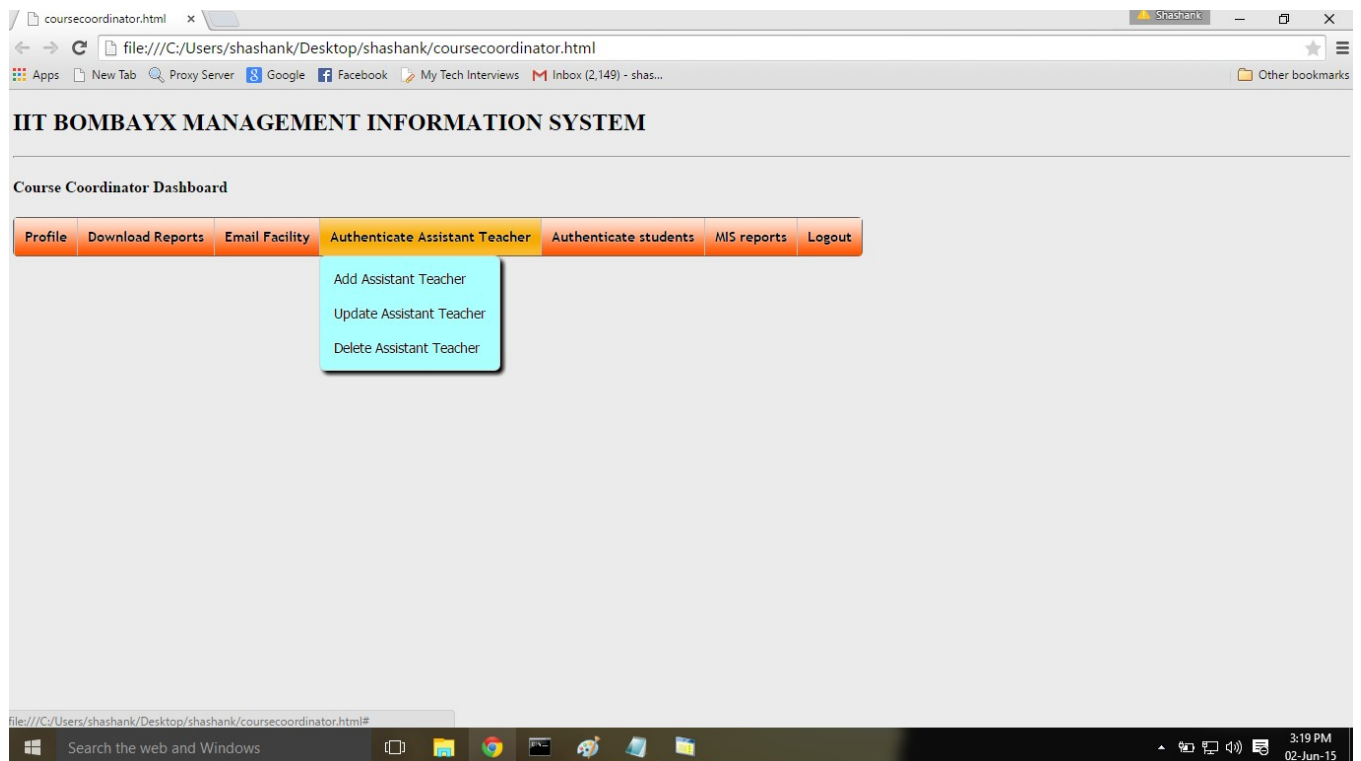 coursecoordinator.html
Shashank
file:///C:/Users/shashank/Desktop/shashank/coursecoordinator.html
Apps New Tab Proxy Server Google Facebook My Tech Interviews Inbox (2,149) - shas... Other bookmarks
IIT BOMBAYX MANAGEMENT INFORMATION SYSTEM
Course Coordinator Dashboard
Profile Download Reports Email Facility Authenticate Assistant Teacher Authenticate students MIS reports Logout
Add Assistant Teacher
Update Assistant Teacher
Delete Assistant Teacher
file:///C:/Users/shashank/Desktop/shashank/coursecoordinator.html#
Search the web and Windows
3:19 PM
02-Jun-15